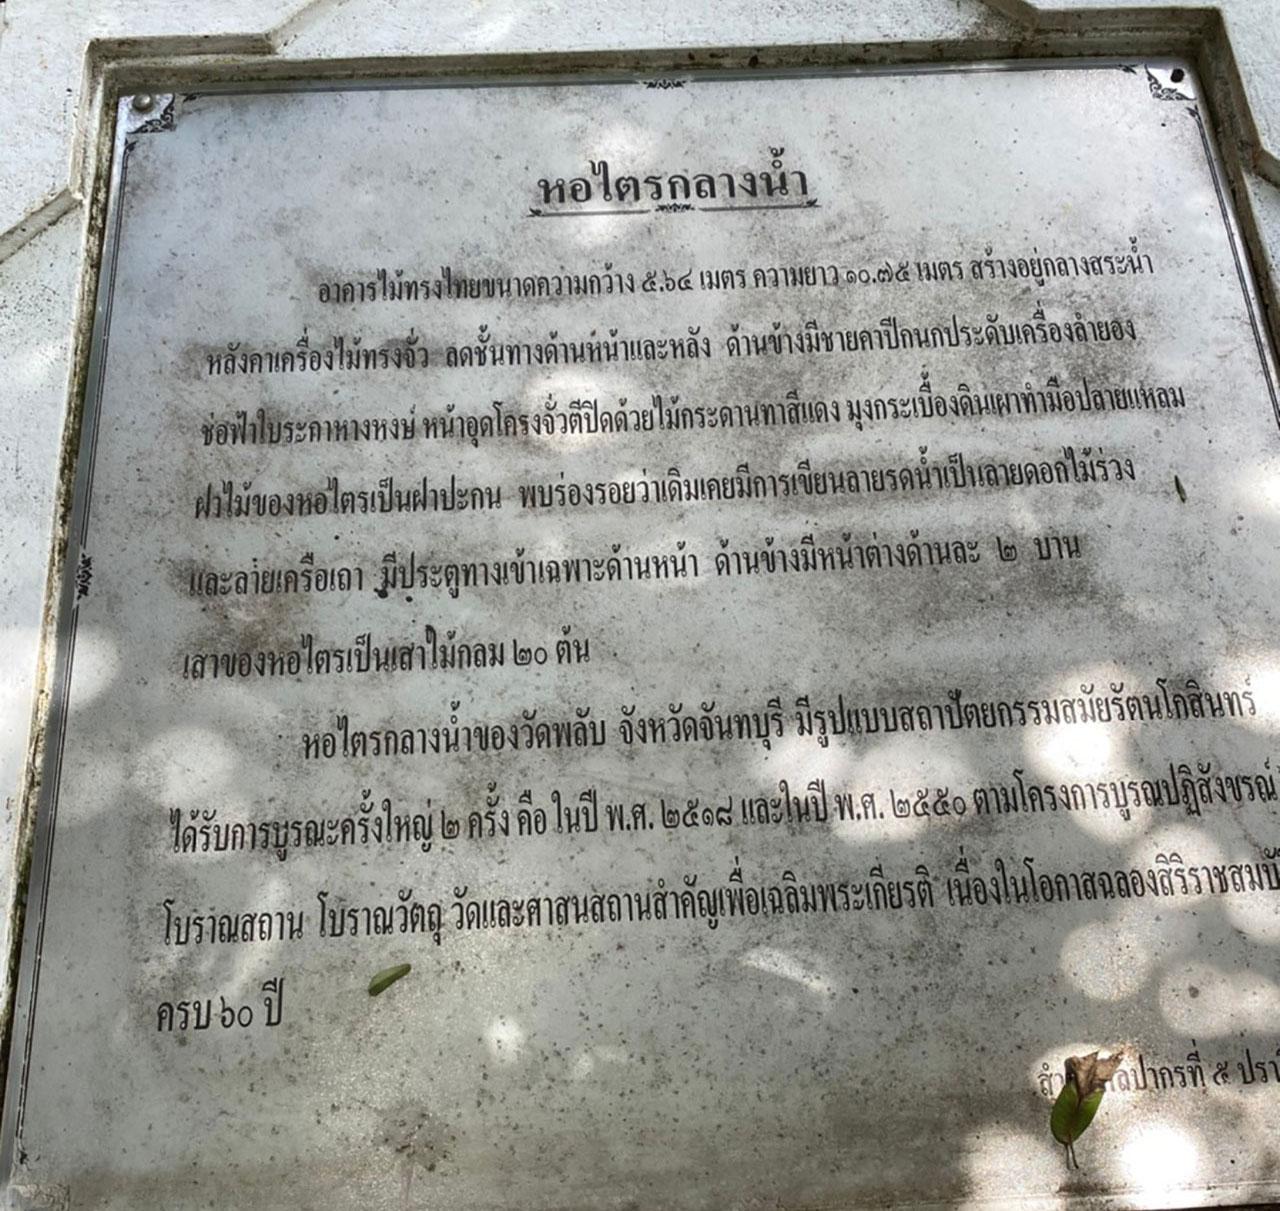 หอไตรกลางน้ำ
อาคารไม้ทรงไทยขนาดความกว้าง ๕.๖๔ เมตร ความยาว ๑๐.๗๕ เมตร สร้างอยู่กลางสระน้ำ
หลังคาเครื่องไม้ทรงจั่ว ลดชั้นทางด้านหน้าและหลัง ด้านข้างมีชายคาปีกนกประดับเครื่องลำยอง
ช่อฟ้าใบระกาหางหงษ์ หน้าอุดโครงจั่วตีปิดด้วยไม้กระดานทาสีแดง มุงกระเบื้องดินเผาทำมือปลายแหลม
ฝาไม้ของหอไตรเป็นฝาปะกน พบร่องรอยว่าเดิมเคยมีการเขียนลายรดน้ำเป็นลายดอกไม้ร่วง
และลายเครือเถา มีประตูทางเข้าเฉพาะด้านหน้า ด้านข้างมีหน้าต่างด้านละ ๒ บาน
เสาของหอไตรเป็นเสาไม้กลม ๒๐ ต้น
หอไตรกลางน้ำของวัดพลับ จังหวัดจันทบุรี มีรูปแบบสถาปัตยกรรมสมัยรัตนโกสินทร์
ได้รับการบูรณะครั้งใหญ่ ๒ ครั้ง คือ ในปี พ.ศ. ๒๕๑๘ และในปี พ.ศ. ๒๕๕๐ ตามโครงการบูรณปฏิสังขรณ์
โบราณสถาน โบราณวัตถุ วัดและศาสนสถานสำคัญเพื่อเฉลิมพระเกียรติ เนื่องในโอกาสฉลองสิริราชสมบั
ครบ ๖๐ ปี
ศิลปากรที่ ๕